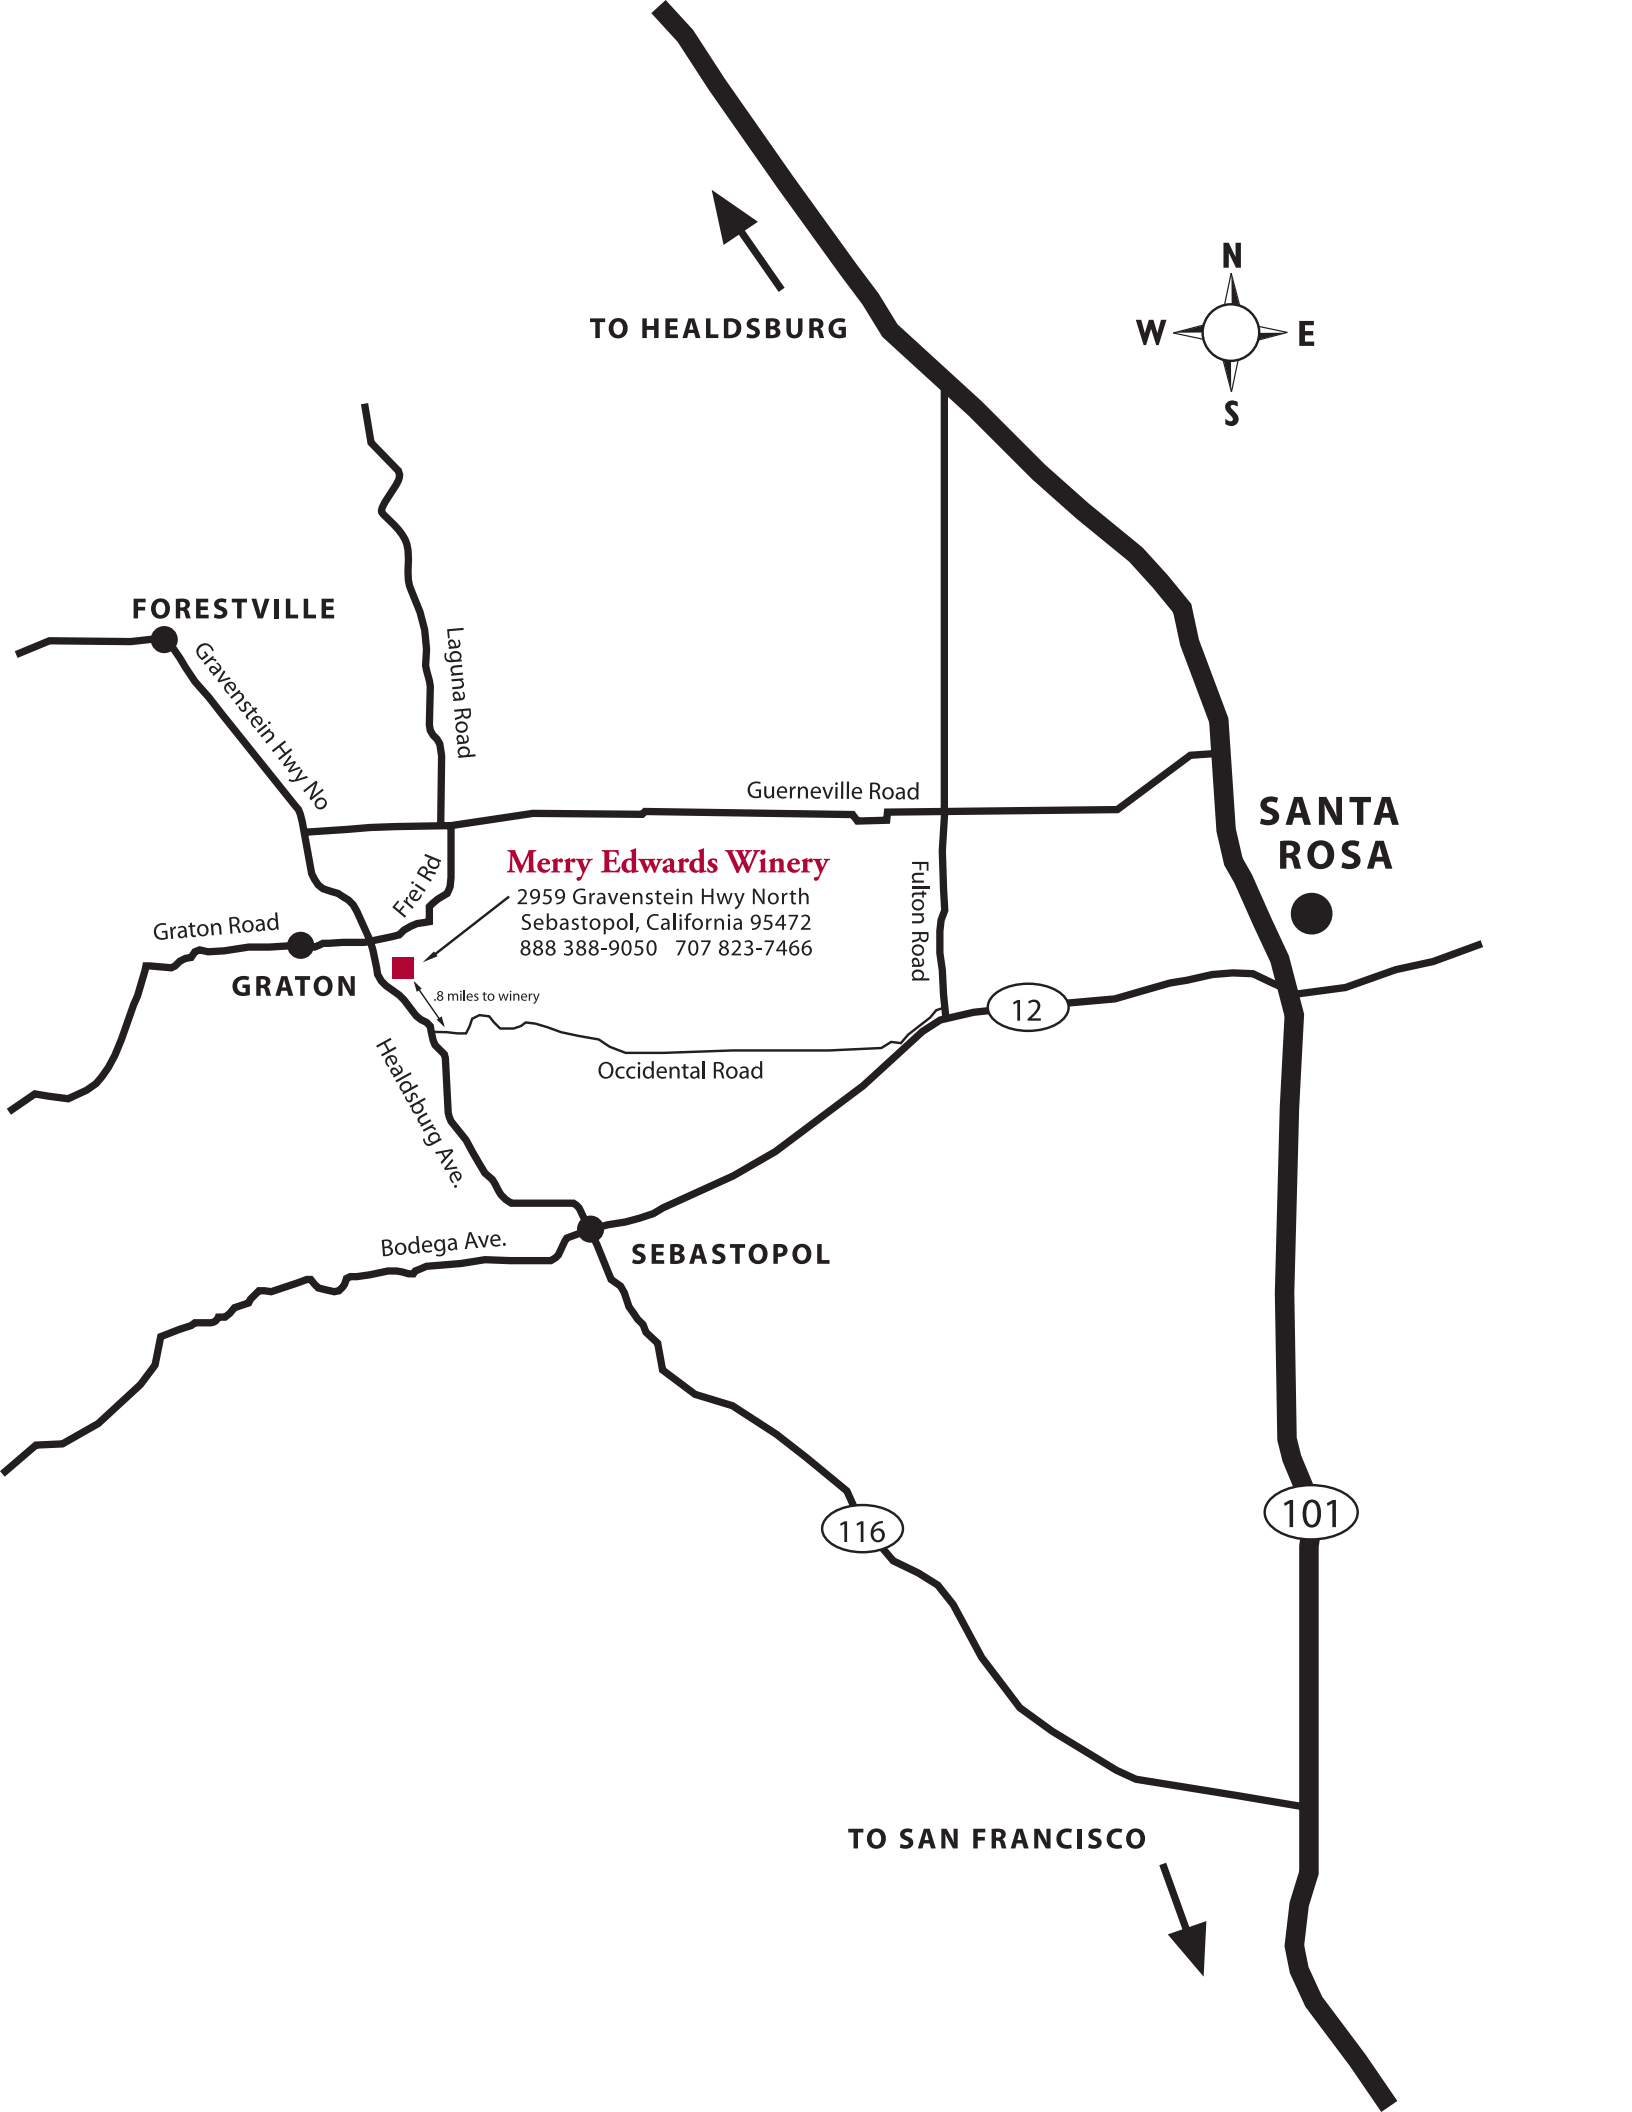 N
W
E
S
TO HEALDSBURG
FORESTVILLE
Gravenstein Hwy No
Laguna Road
Guerneville Road
SANTA
ROSA
Merry Edwards Winery
2959 Gravenstein Hwy North
Sebastopol, California 95472
888 388-9050 707 823-7466
Frei Rd
Fulton Road
Graton Road
GRATON
.8 miles to winery
12
Occidental Road
Healdsburg Ave.
Bodega Ave.
SEBASTOPOL
116
101
TO SAN FRANCISCO